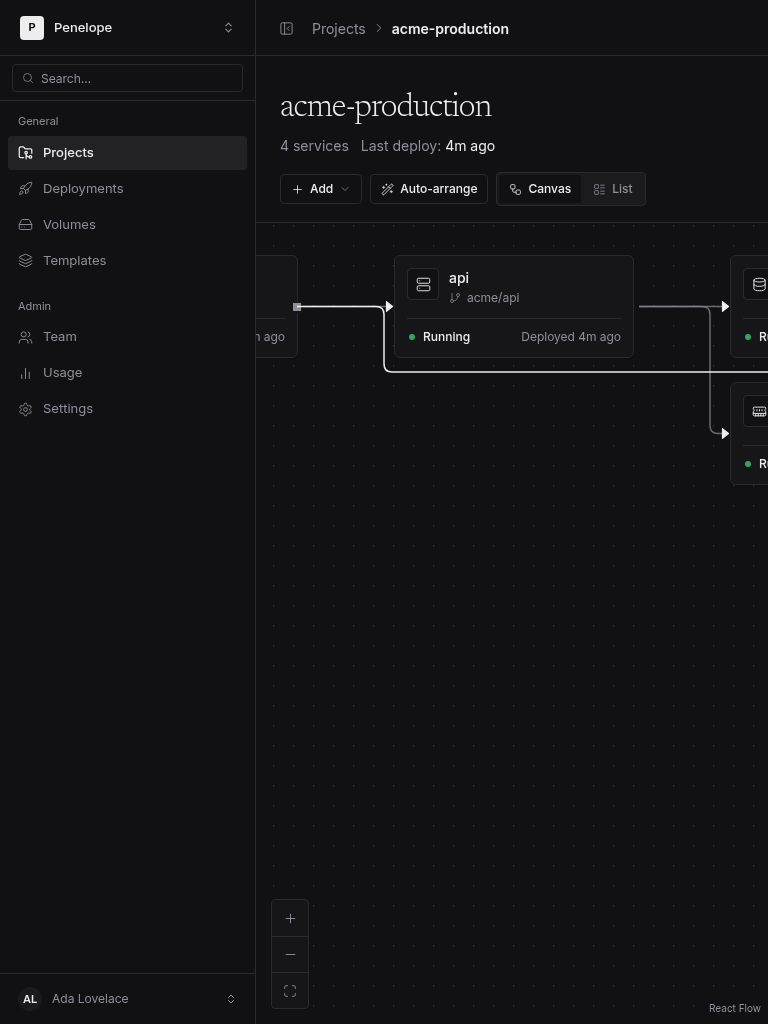 P Penelope
Projects > acme-production
Search...
General
Projects
Deployments
Volumes
Templates
Admin
Team
Usage
Settings
AL Ada Lovelace
acme-production
4 services Last deploy: 4m ago
Add
Auto-arrange
Canvas
List
ago
api
acme/api
Running
Deployed 4m ago
React Flow